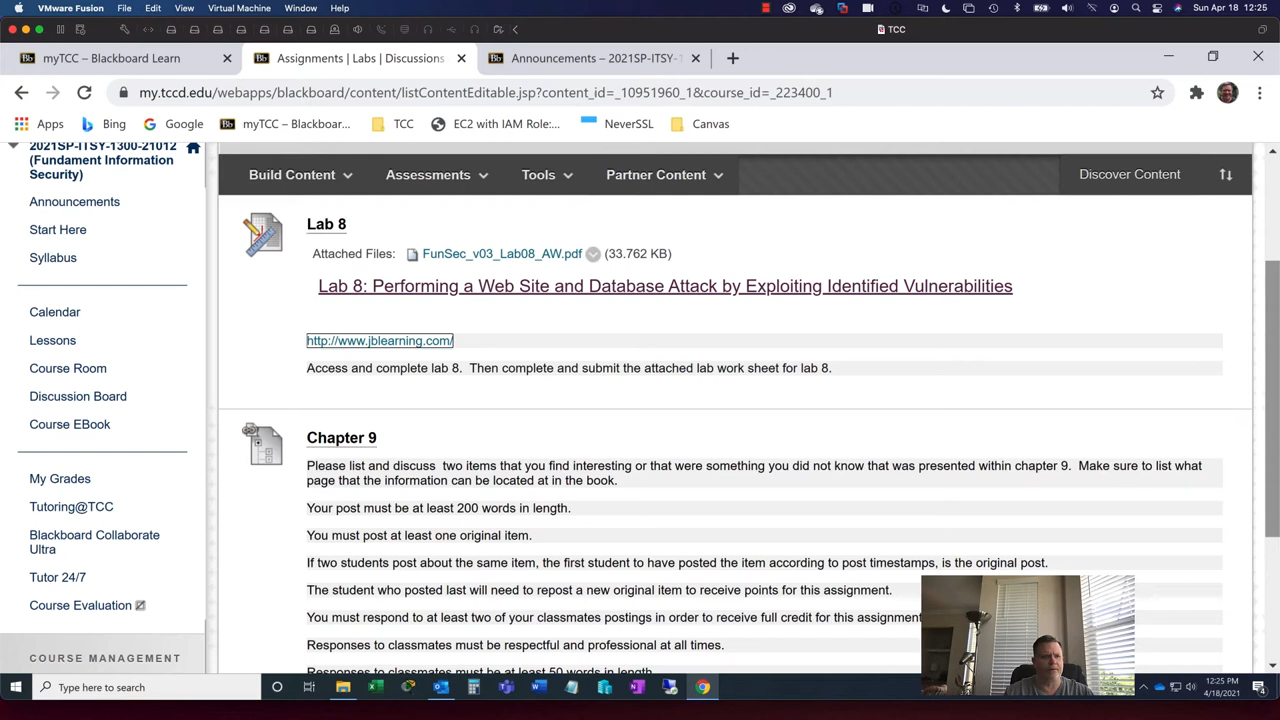 VMware Fusion File Edit View Virtual Machine Window Help Sun Apr 18 12:25
TCC
myTCC – Blackboard Learn
Assignments | Labs | Discussions
Announcements – 2021SP-ITSY-1
my.tccd.edu/webapps/blackboard/content/listContentEditable.jsp?content_id=_10951960_1&course_id=_223400_1
Apps Bing Google myTCC – Blackboar... TCC EC2 with IAM Role:... NeverSSL Canvas
2021SP-ITSY-1300-21012
(Fundament Information
Security)
Announcements
Start Here
Syllabus
Calendar
Lessons
Course Room
Discussion Board
Course EBook
My Grades
Tutoring@TCC
Blackboard Collaborate
Ultra
Tutor 24/7
Course Evaluation
COURSE MANAGEMENT
Build Content Assessments Tools Partner Content Discover Content
Lab 8
Attached Files: FunSec_v03_Lab08_AW.pdf (33.762 KB)
Lab 8: Performing a Web Site and Database Attack by Exploiting Identified Vulnerabilities
http://www.jblearning.com/
Access and complete lab 8. Then complete and submit the attached lab work sheet for lab 8.
Chapter 9
Please list and discuss two items that you find interesting or that were something you did not know that was presented within chapter 9. Make sure to list what
page that the information can be located at in the book.
Your post must be at least 200 words in length.
You must post at least one original item.
If two students post about the same item, the first student to have posted the item according to post timestamps, is the original post.
The student who posted last will need to repost a new original item to receive points for this assignment.
You must respond to at least two of your classmates postings in order to receive full credit for this assignment
Responses to classmates must be respectful and professional at all times.
Responses to classmates must be at least 50 words in length.
Type here to search
12:25 PM
4/18/2021
4